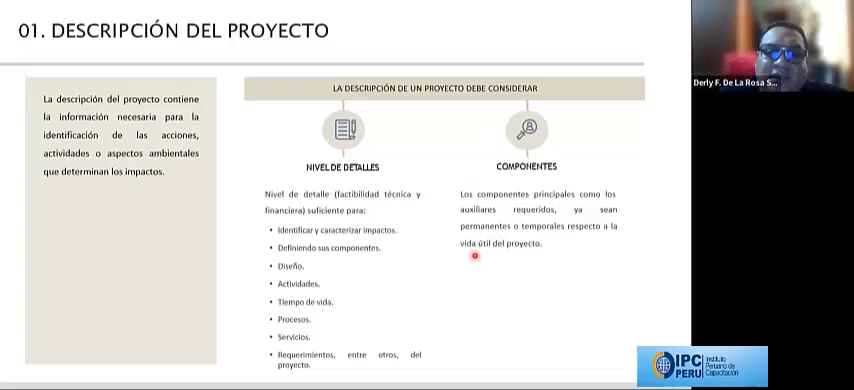 01. DESCRIPCIÓN DEL PROYECTO
La descripción del proyecto contiene
la información necesaria para la
identificación de las acciones,
actividades o aspectos ambientales
que determinan los impactos.
LA DESCRIPCIÓN DE UN PROYECTO DEBE CONSIDERAR
NIVEL DE DETALLES
Nivel de detalle (factibilidad técnica y
financiera) suficiente para:
• Identificar y caracterizar impactos.
• Definiendo sus componentes.
• Diseño.
• Actividades.
• Tiempo de vida.
• Procesos.
• Servicios.
• Requerimientos, entre otros, del
proyecto.
COMPONENTES
Los componentes principales como los
auxiliares requeridos, ya sean
permanentes o temporales respecto a la
vida útil del proyecto.
Derly F. De La Rosa S...
IPC
PERU
Instituto
Peruano de
Capacitación